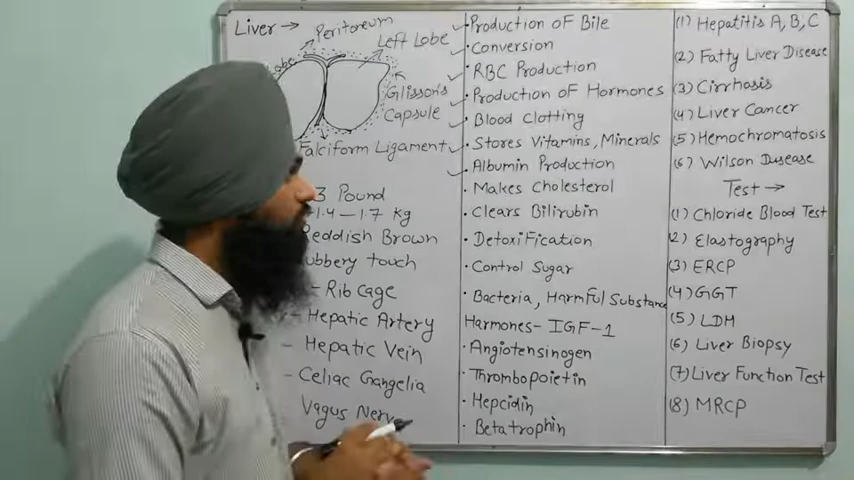 Liver →
Peritoneum
Left Lobe
Glisson's
Capsule
Falciform Ligament
3 Pound
1.4 – 1.7 kg
Reddish Brown
Rubbery touch
- Rib cage
- Hepatic Artery
- Hepatic Vein
- Celiac Gangelia
Vagus Nerve
Production of Bile
• Conversion
• RBC Production
• Production Of Hormones
• Blood Clotting
• Stores Vitamins, Minerals
• Albumin Production
• Makes Cholesterol
• Clears Bilirubin
• Detoxification
• Control Sugar
• Bacteria, Harmful Substance
Harmones - IGF-1
• Angiotensinogen
• Thrombopoietin
• Hepcidin
• Betatrophin
(1) Hepatitis A, B, C
(2) Fatty Liver Disease
(3) Cirrhosis
(4) Liver Cancer
(5) Hemochromatosis
(6) Wilson Disease
Test →
(1) Chloride Blood Test
(2) Elastography
(3) ERCP
(4) GGT
(5) LDH
(6) Liver Biopsy
(7) Liver Function Test
(8) MRCP